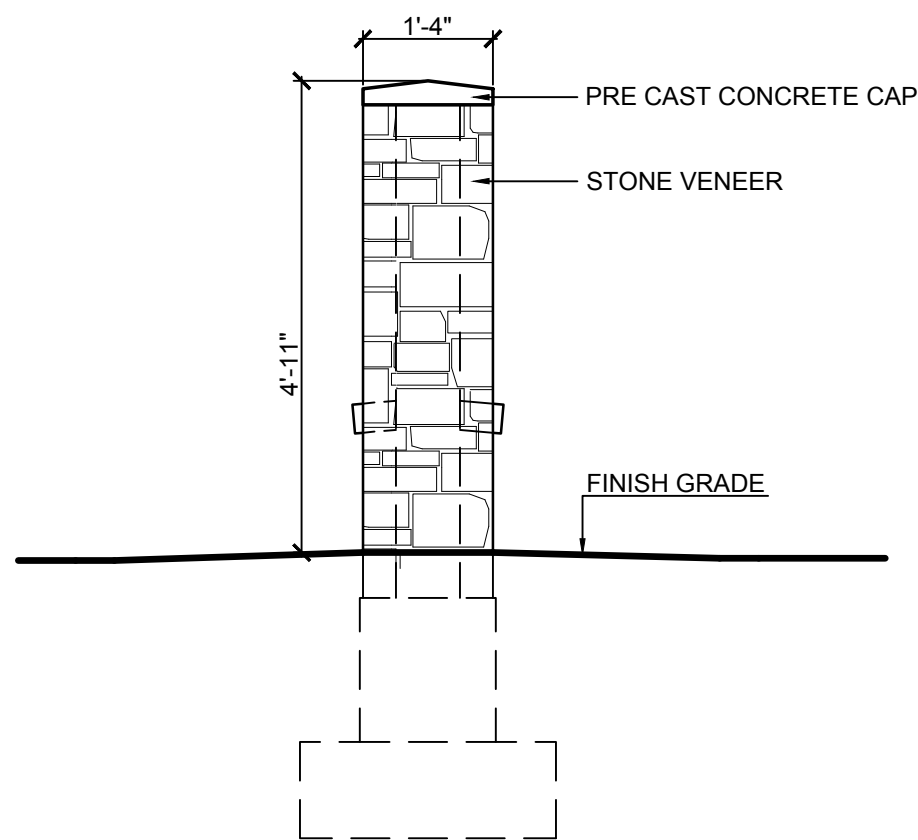 1'-4"
PRE CAST CONCRETE CAP
STONE VENEER
4'-11"
FINISH GRADE